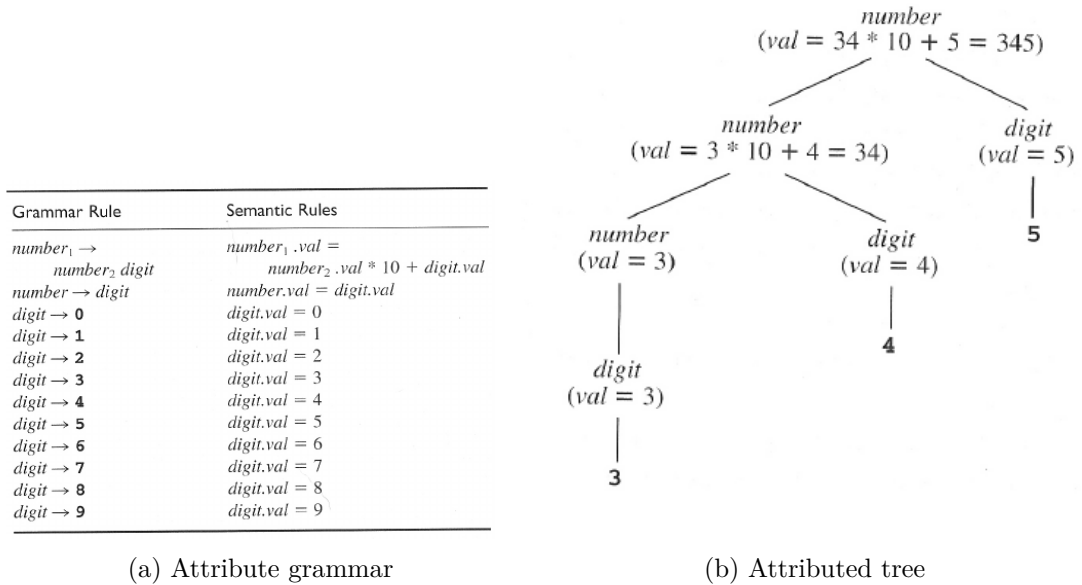 Grammar Rule Semantic Rules
number₁ → number₁ .val =
number₂ digit number₂ .val * 10 + digit.val
number → digit number.val = digit.val
digit → 0 digit.val = 0
digit → 1 digit.val = 1
digit → 2 digit.val = 2
digit → 3 digit.val = 3
digit → 4 digit.val = 4
digit → 5 digit.val = 5
digit → 6 digit.val = 6
digit → 7 digit.val = 7
digit → 8 digit.val = 8
digit → 9 digit.val = 9
(a) Attribute grammar
number
(val = 34 * 10 + 5 = 345)
number digit
(val = 3 * 10 + 4 = 34) (val = 5)
5
number digit
(val = 3) (val = 4)
4
digit
(val = 3)
3
(b) Attributed tree